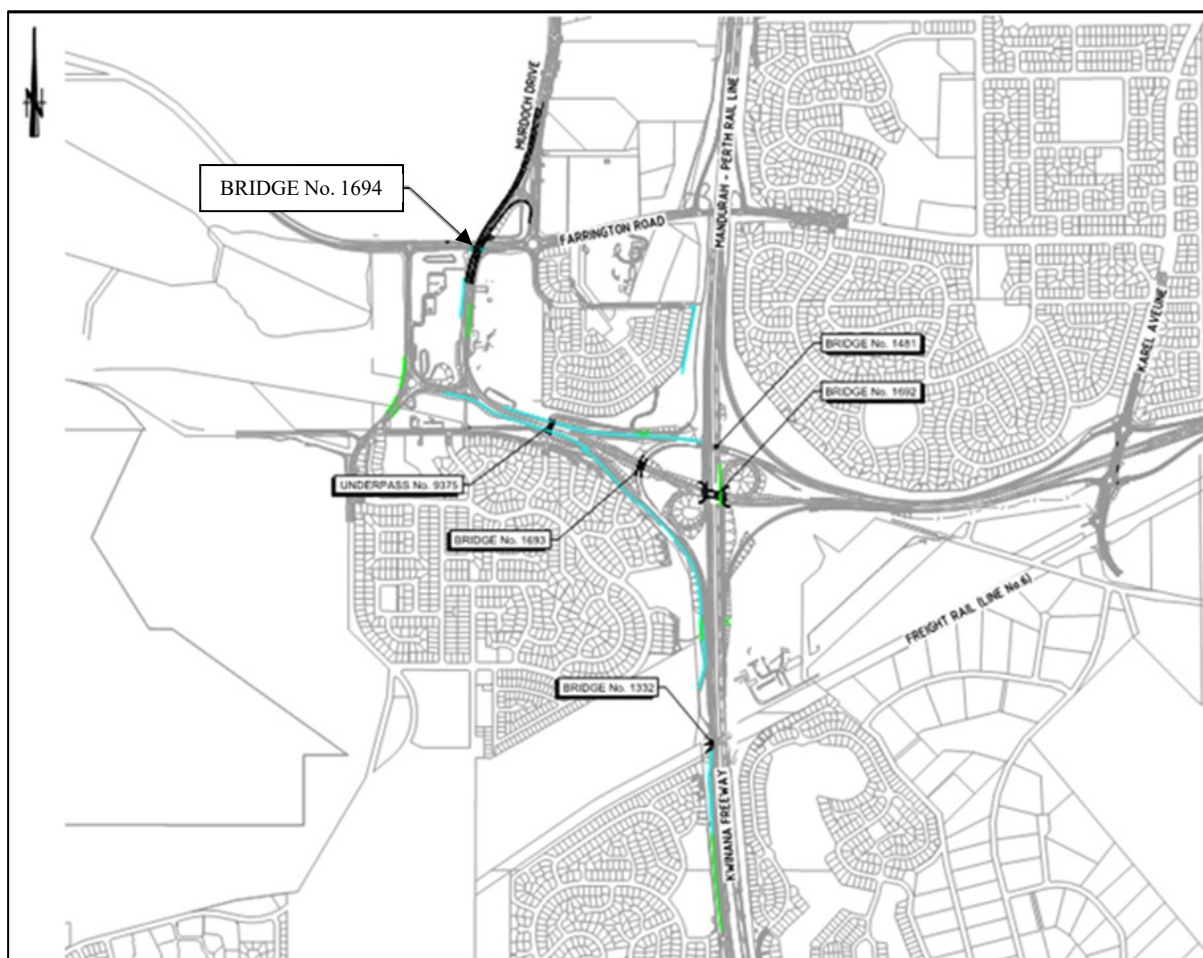 MURDOCH DRIVE
MANDURAH - PERTH RAIL LINE
BRIDGE No. 1694
FARRINGTON ROAD
KAREL AVEUNE
BRIDGE No. 1481
BRIDGE No. 1692
UNDERPASS No. 9375
BRIDGE No. 1693
FREIGHT RAIL (LINE No.6)
BRIDGE No. 1332
KWINANA FREEWAY